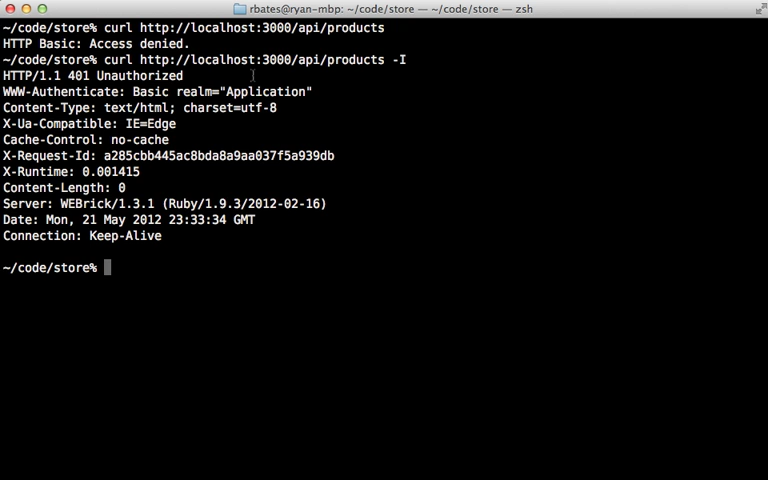 rbates@ryan-mbp: ~/code/store — ~/code/store — zsh
~/code/store% curl http://localhost:3000/api/products
HTTP Basic: Access denied.
~/code/store% curl http://localhost:3000/api/products -I
HTTP/1.1 401 Unauthorized
WWW-Authenticate: Basic realm="Application"
Content-Type: text/html; charset=utf-8
X-Ua-Compatible: IE=Edge
Cache-Control: no-cache
X-Request-Id: a285cbb445ac8bda8a9aa037f5a939db
X-Runtime: 0.001415
Content-Length: 0
Server: WEBrick/1.3.1 (Ruby/1.9.3/2012-02-16)
Date: Mon, 21 May 2012 23:33:34 GMT
Connection: Keep-Alive
~/code/store%